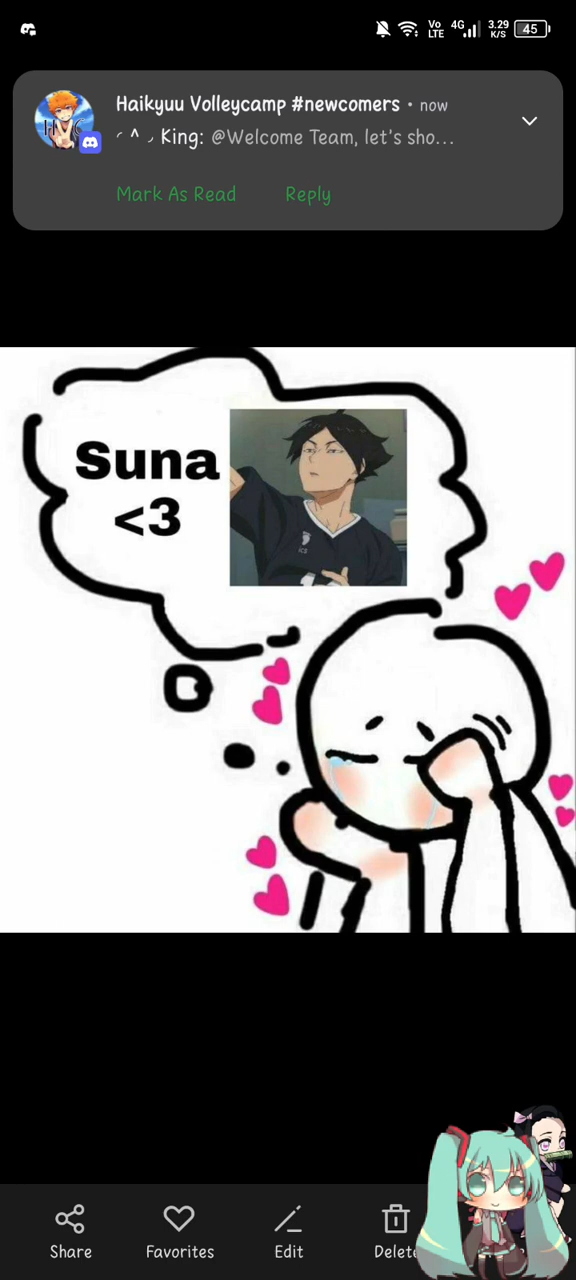 Vo
LTE
4G
3.29
K/S
45
Haikyuu Volleycamp #newcomers • now
◜ ^ ◞ King: @Welcome Team, let's sho...
Mark As Read
Reply
Suna
<3
Share
Favorites
Edit
Delete